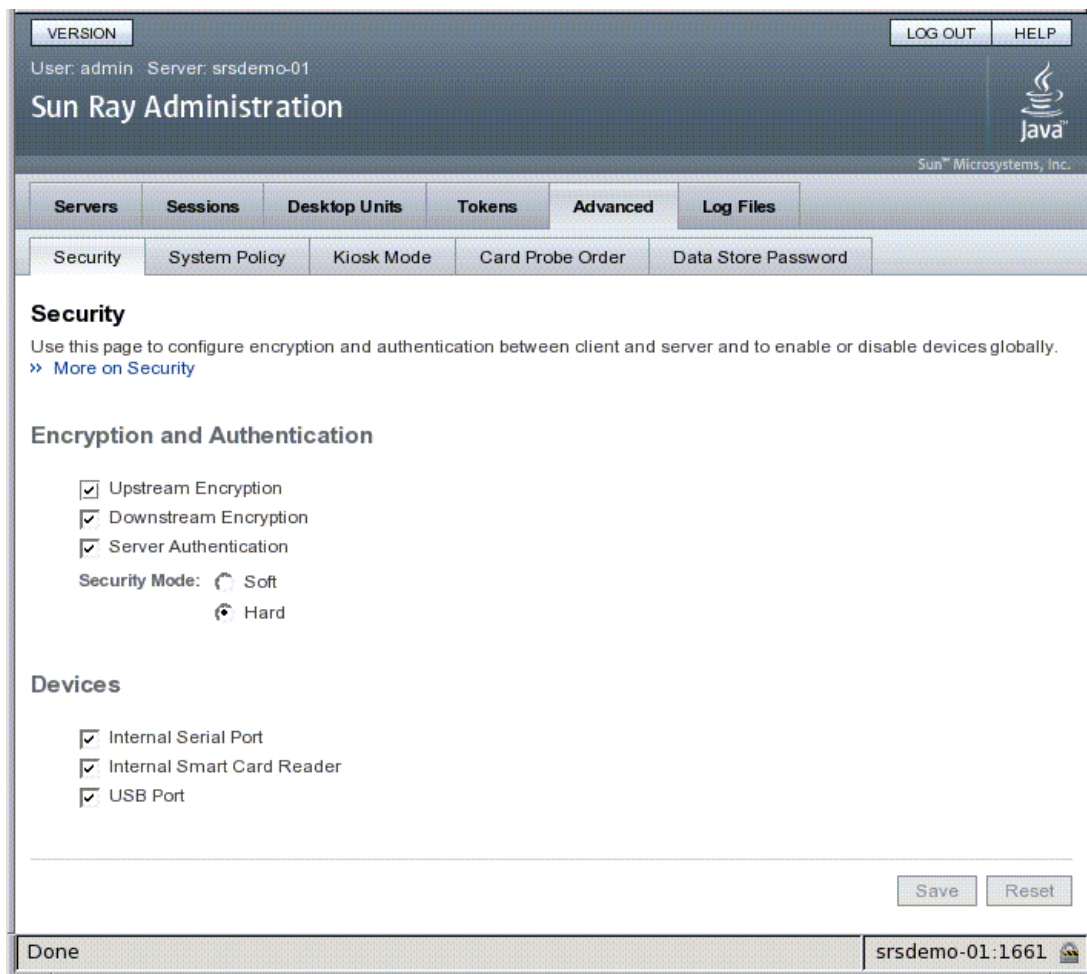 VERSION LOG OUT HELP
User: admin Server: srsdemo-01
Sun Ray Administration
Java™
Sun™ Microsystems, Inc.
Servers Sessions Desktop Units Tokens Advanced Log Files
Security System Policy Kiosk Mode Card Probe Order Data Store Password
Security
Use this page to configure encryption and authentication between client and server and to enable or disable devices globally.
›› More on Security
Encryption and Authentication
Upstream Encryption
Downstream Encryption
Server Authentication
Security Mode: Soft
Hard
Devices
Internal Serial Port
Internal Smart Card Reader
USB Port
Save Reset
Done srsdemo-01:1661